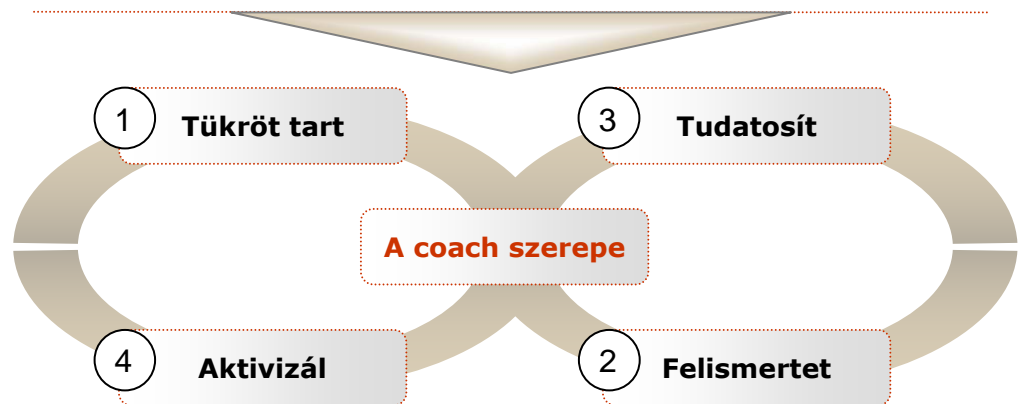 1 Tükröt tart
3 Tudatosít
A coach szerepe
4 Aktivizál
2 Felismertet